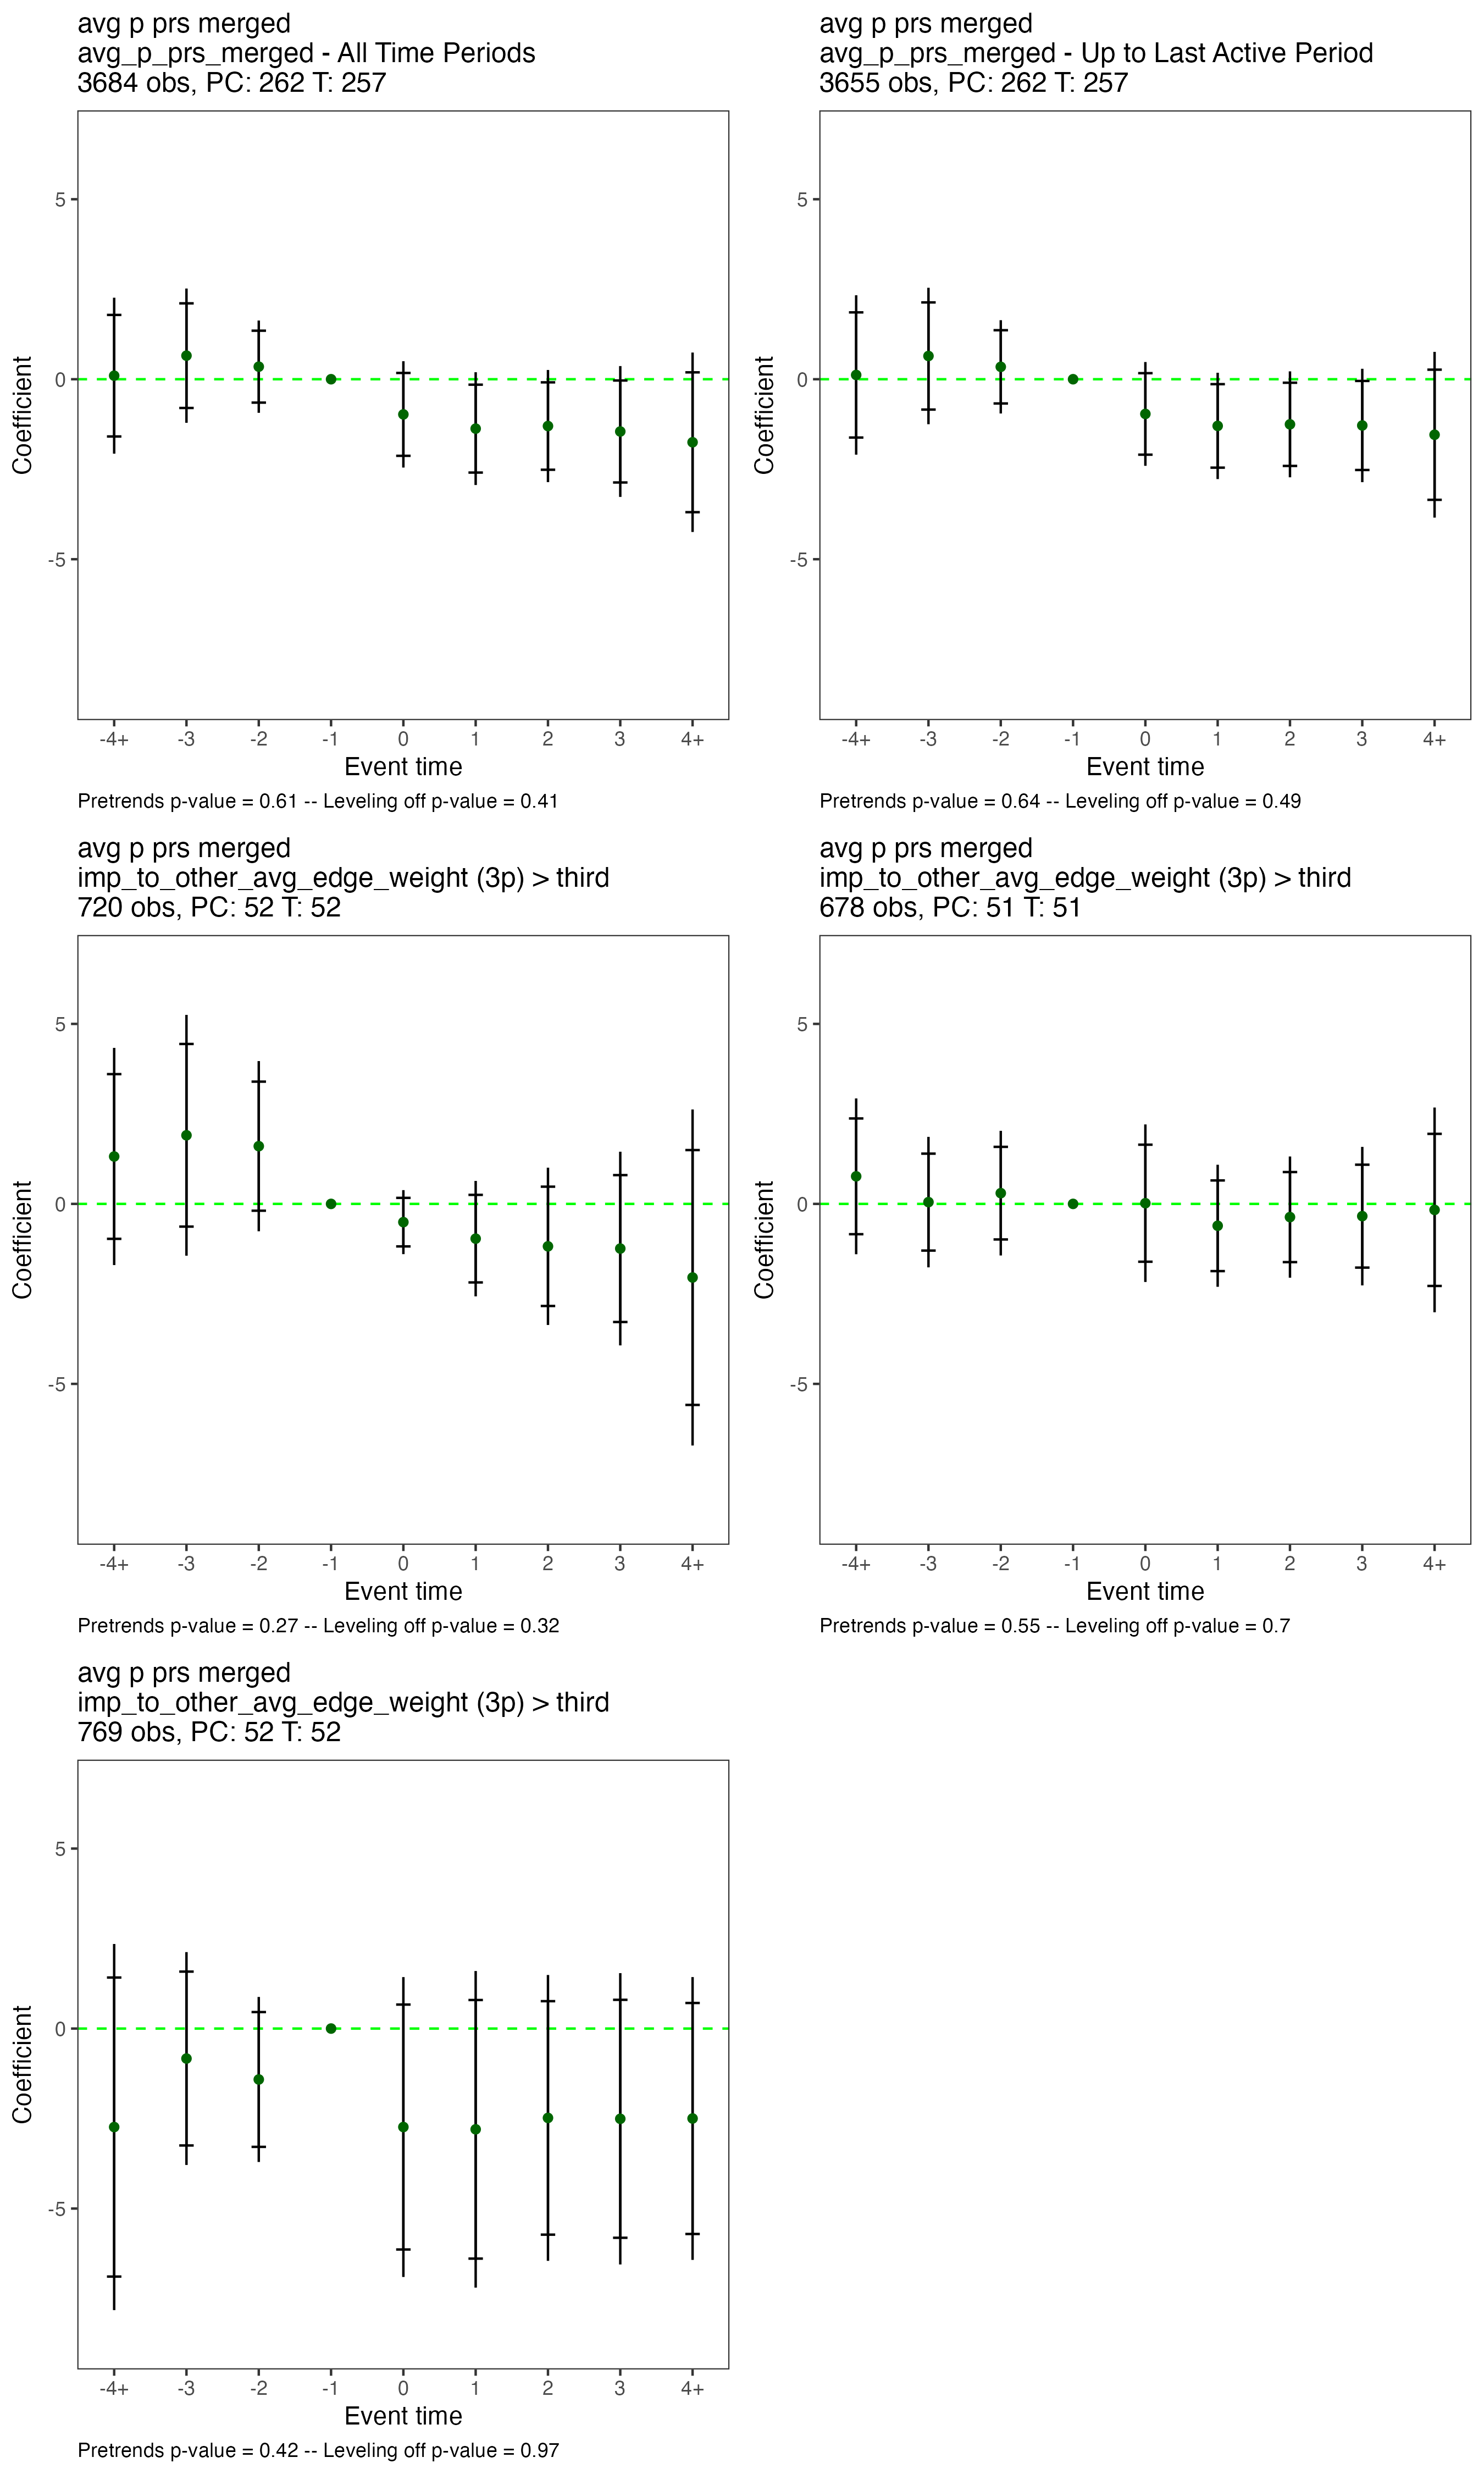 avg p prs merged
avg_p_prs_merged - All Time Periods
3684 obs, PC: 262 T: 257
5
0
-5
Coefficient
-4+ -3 -2 -1 0 1 2 3 4+
Event time
Pretrends p-value = 0.61 -- Leveling off p-value = 0.41
avg p prs merged
avg_p_prs_merged - Up to Last Active Period
3655 obs, PC: 262 T: 257
5
0
-5
Coefficient
-4+ -3 -2 -1 0 1 2 3 4+
Event time
Pretrends p-value = 0.64 -- Leveling off p-value = 0.49
avg p prs merged
imp_to_other_avg_edge_weight (3p) > third
720 obs, PC: 52 T: 52
5
0
-5
Coefficient
-4+ -3 -2 -1 0 1 2 3 4+
Event time
Pretrends p-value = 0.27 -- Leveling off p-value = 0.32
avg p prs merged
imp_to_other_avg_edge_weight (3p) > third
678 obs, PC: 51 T: 51
5
0
-5
Coefficient
-4+ -3 -2 -1 0 1 2 3 4+
Event time
Pretrends p-value = 0.55 -- Leveling off p-value = 0.7
avg p prs merged
imp_to_other_avg_edge_weight (3p) > third
769 obs, PC: 52 T: 52
5
0
-5
Coefficient
-4+ -3 -2 -1 0 1 2 3 4+
Event time
Pretrends p-value = 0.42 -- Leveling off p-value = 0.97